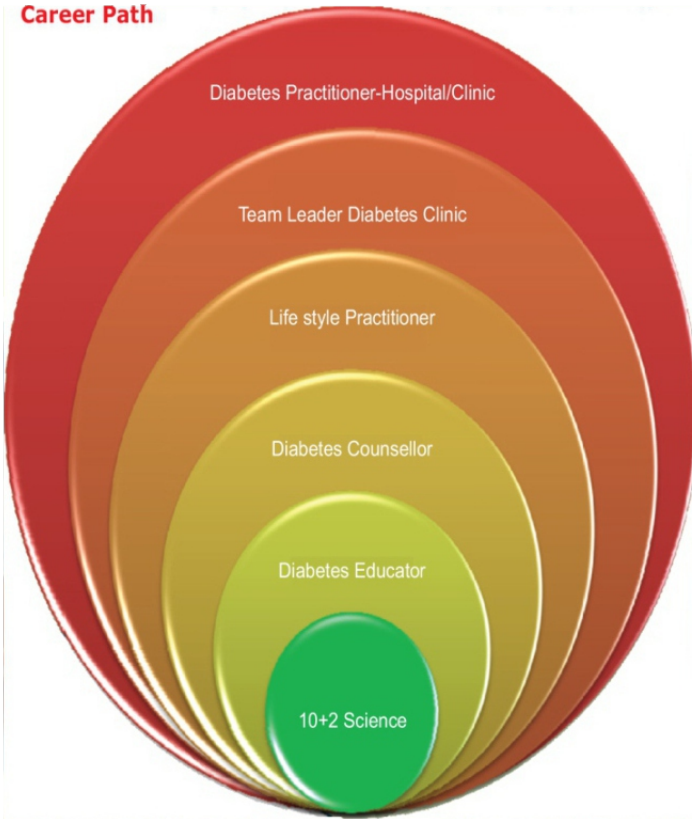 Career Path
Diabetes Practitioner-Hospital/Clinic
Team Leader Diabetes Clinic
Life style Practitioner
Diabetes Counsellor
Diabetes Educator
10+2 Science